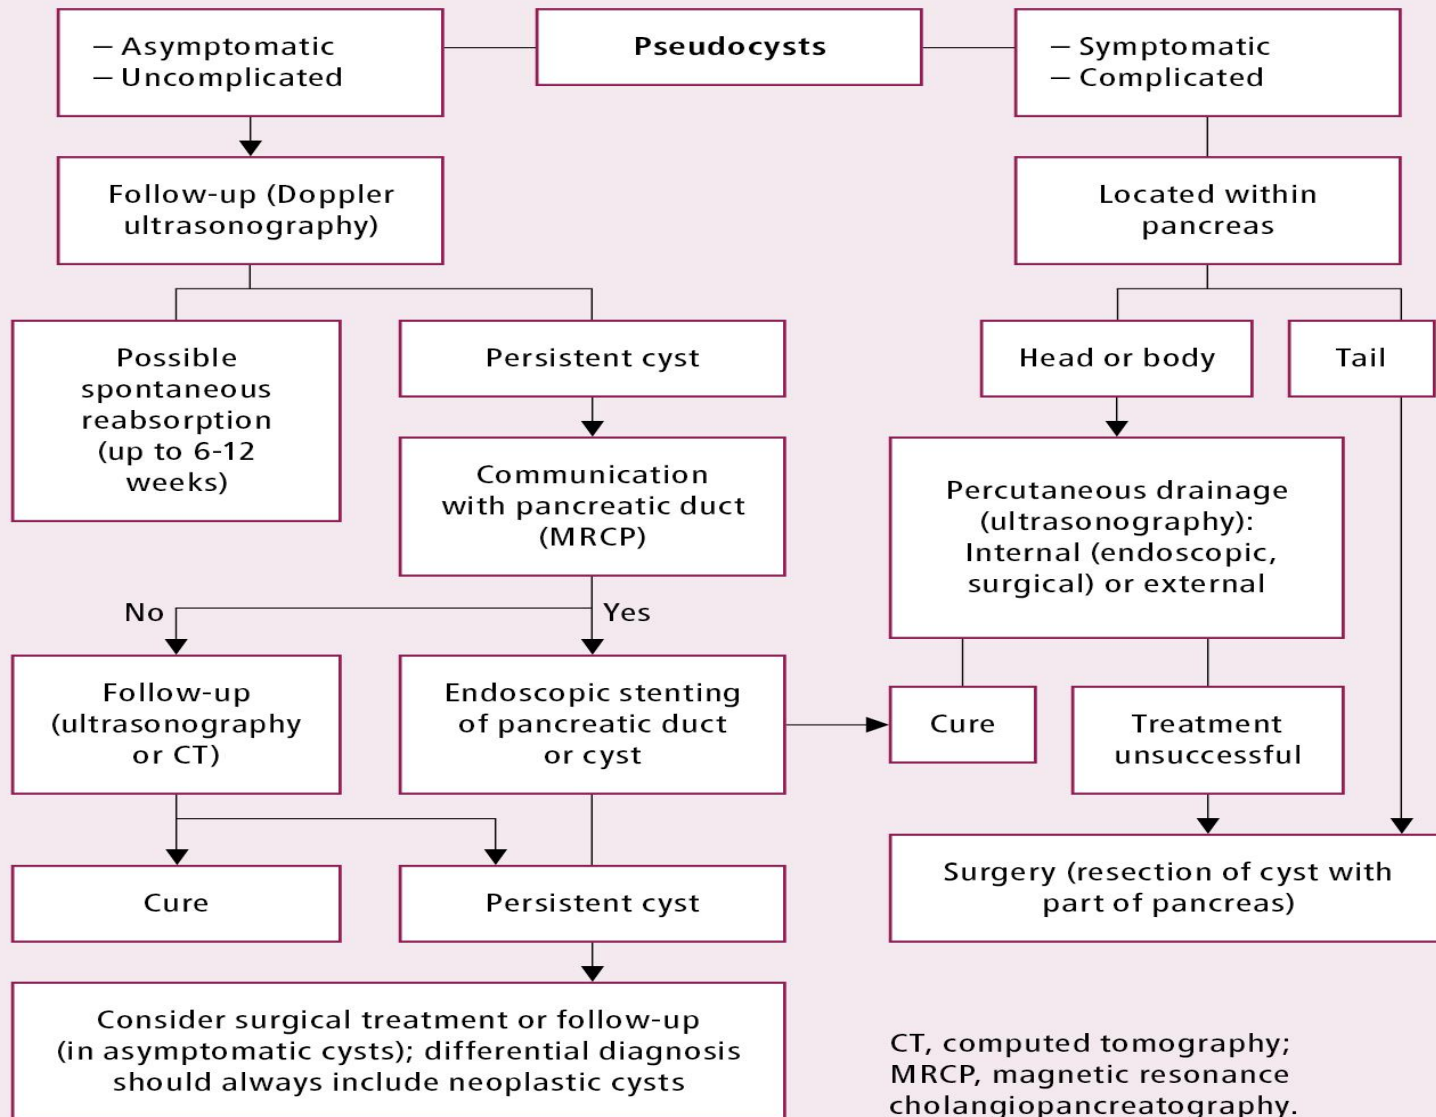 Pseudocysts
– Asymptomatic
– Uncomplicated
– Symptomatic
– Complicated
Follow-up (Doppler
ultrasonography)
Located within
pancreas
Possible
spontaneous
reabsorption
(up to 6-12
weeks)
Persistent cyst
Head or body
Tail
Communication
with pancreatic duct
(MRCP)
Percutaneous drainage
(ultrasonography):
Internal (endoscopic,
surgical) or external
No
Yes
Follow-up
(ultrasonography
or CT)
Endoscopic stenting
of pancreatic duct
or cyst
Cure
Treatment
unsuccessful
Cure
Persistent cyst
Surgery (resection of cyst with
part of pancreas)
Consider surgical treatment or follow-up
(in asymptomatic cysts); differential diagnosis
should always include neoplastic cysts
CT, computed tomography;
MRCP, magnetic resonance
cholangiopancreatography.